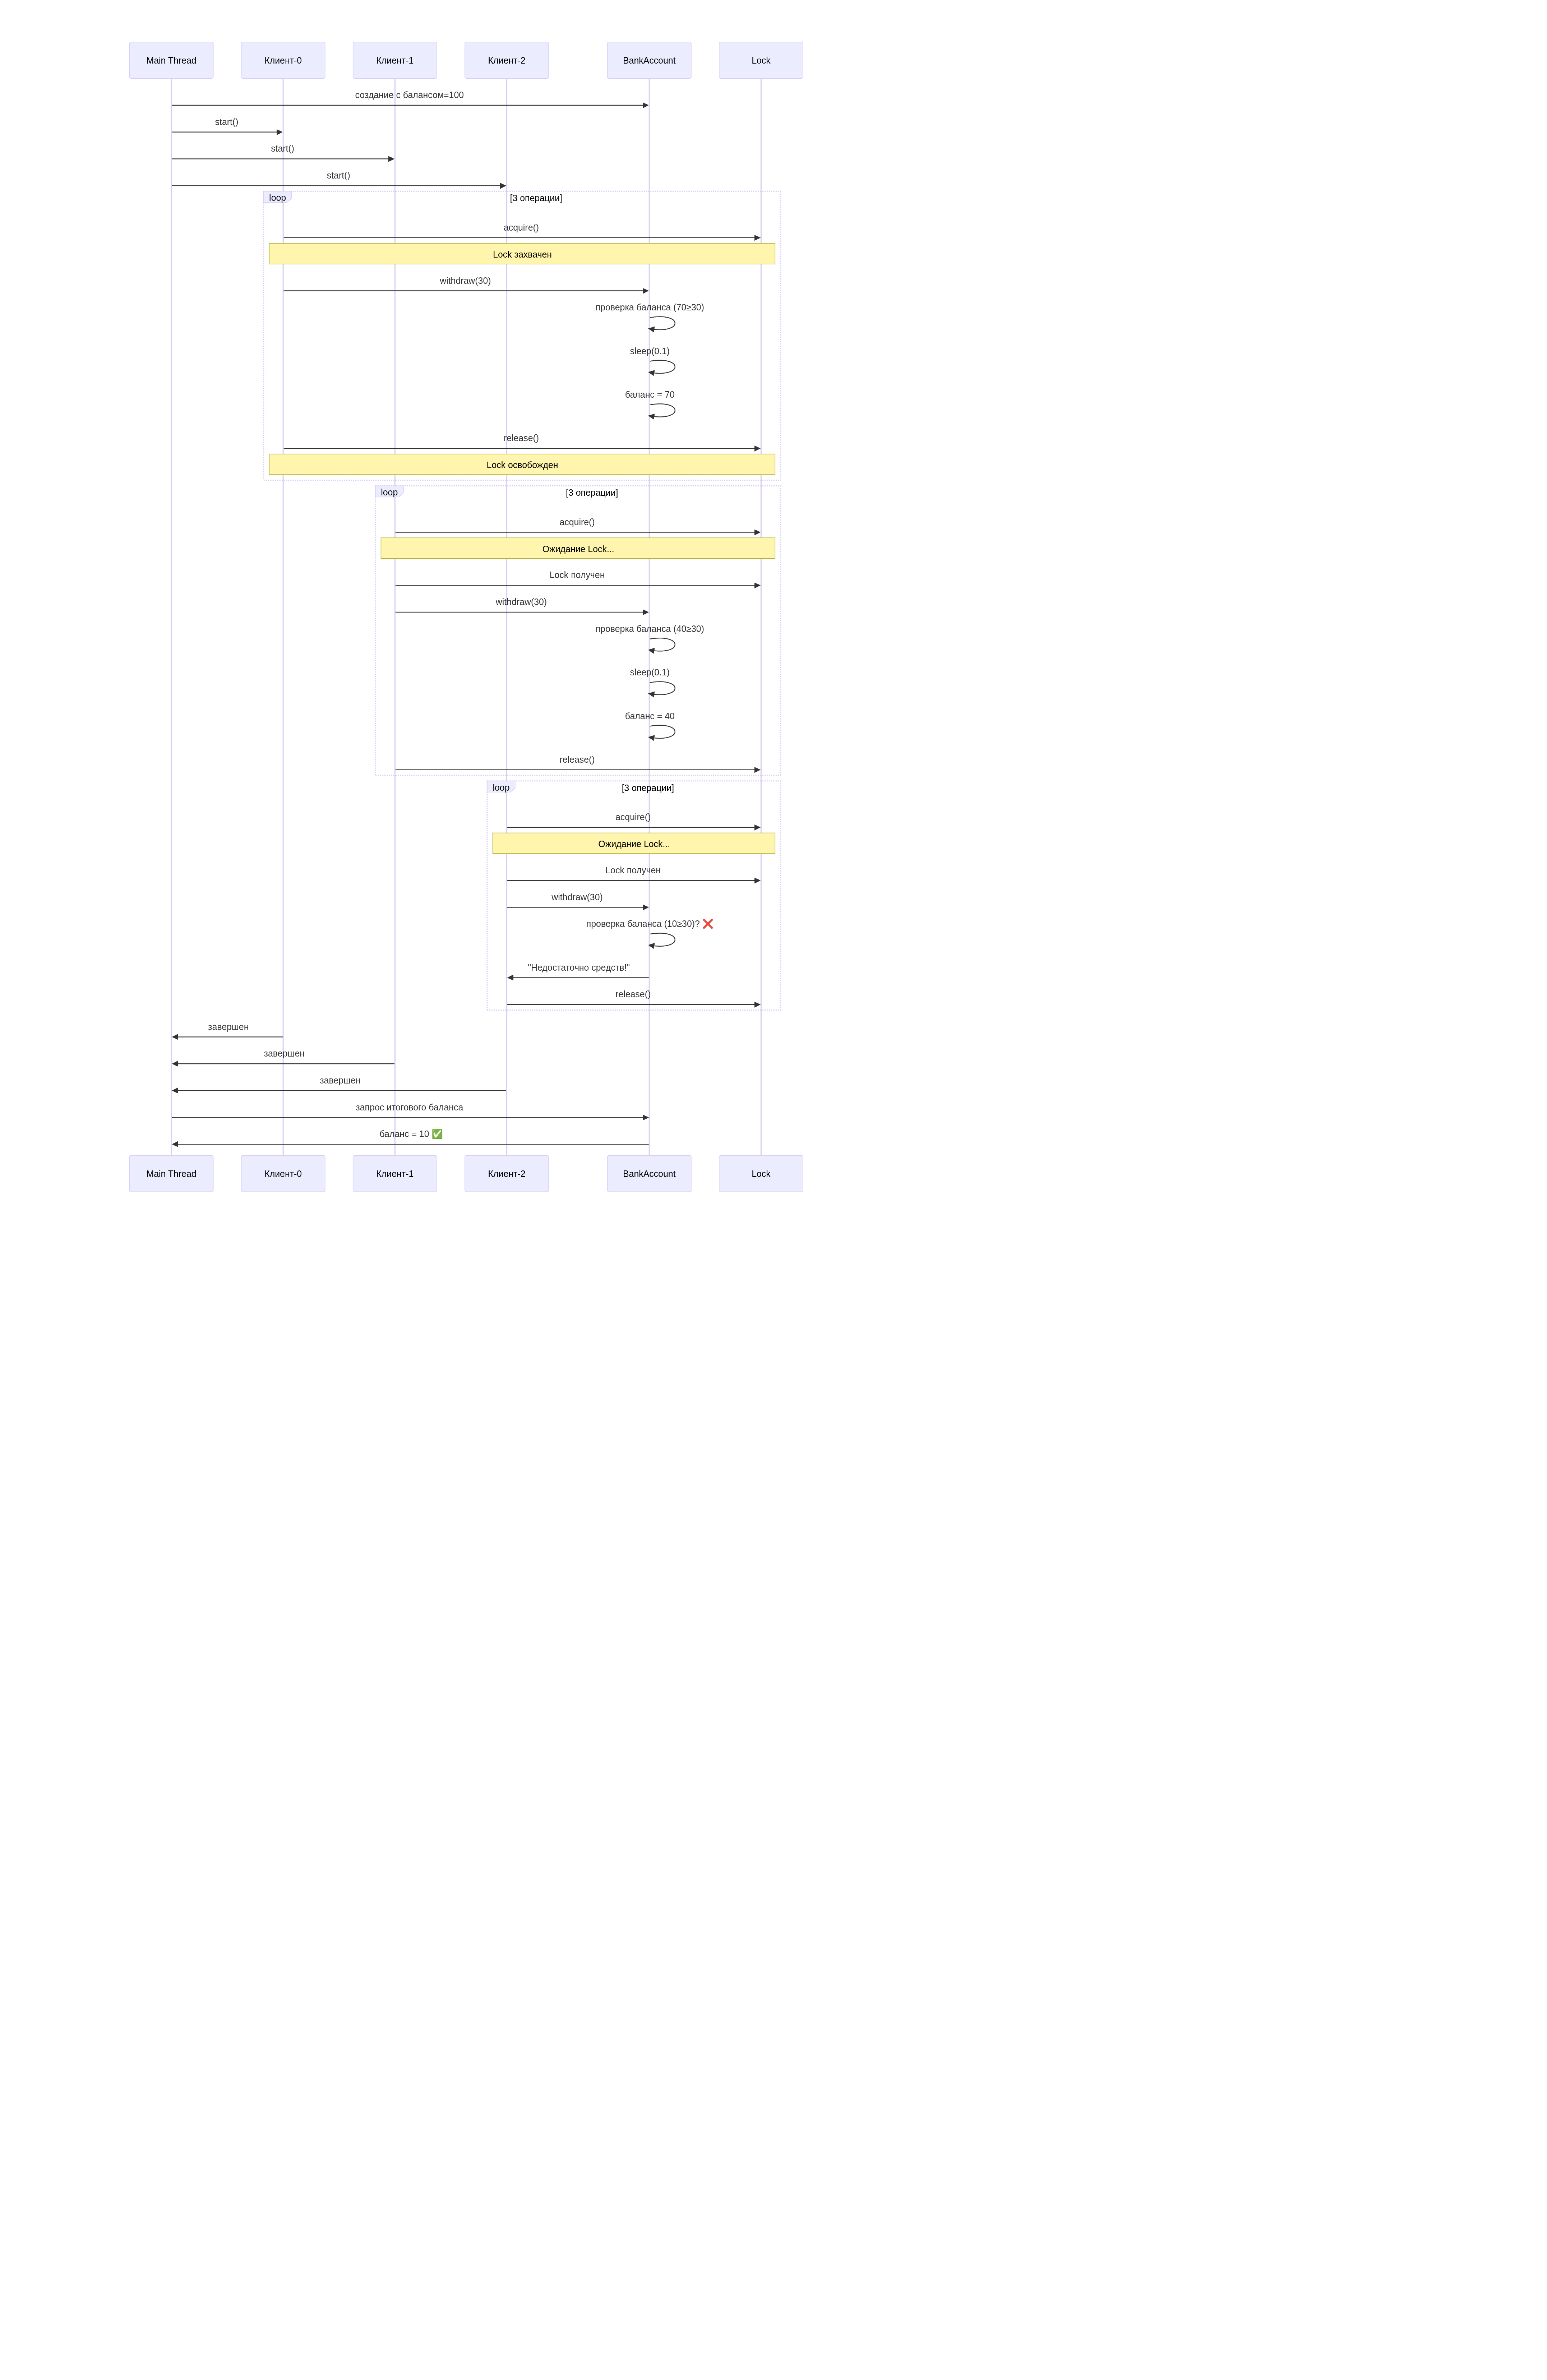 Main Thread
Клиент-0
Клиент-1
Клиент-2
BankAccount
Lock
создание с балансом=100
start()
start()
start()
loop
[3 операции]
acquire()
Lock захвачен
withdraw(30)
проверка баланса (70≥30)
sleep(0.1)
баланс = 70
release()
Lock освобожден
loop
[3 операции]
acquire()
Ожидание Lock...
Lock получен
withdraw(30)
проверка баланса (40≥30)
sleep(0.1)
баланс = 40
release()
loop
[3 операции]
acquire()
Ожидание Lock...
Lock получен
withdraw(30)
проверка баланса (10≥30)? ❌
"Недостаточно средств!"
release()
завершен
завершен
завершен
запрос итогового баланса
баланс = 10 ✅
Main Thread
Клиент-0
Клиент-1
Клиент-2
BankAccount
Lock